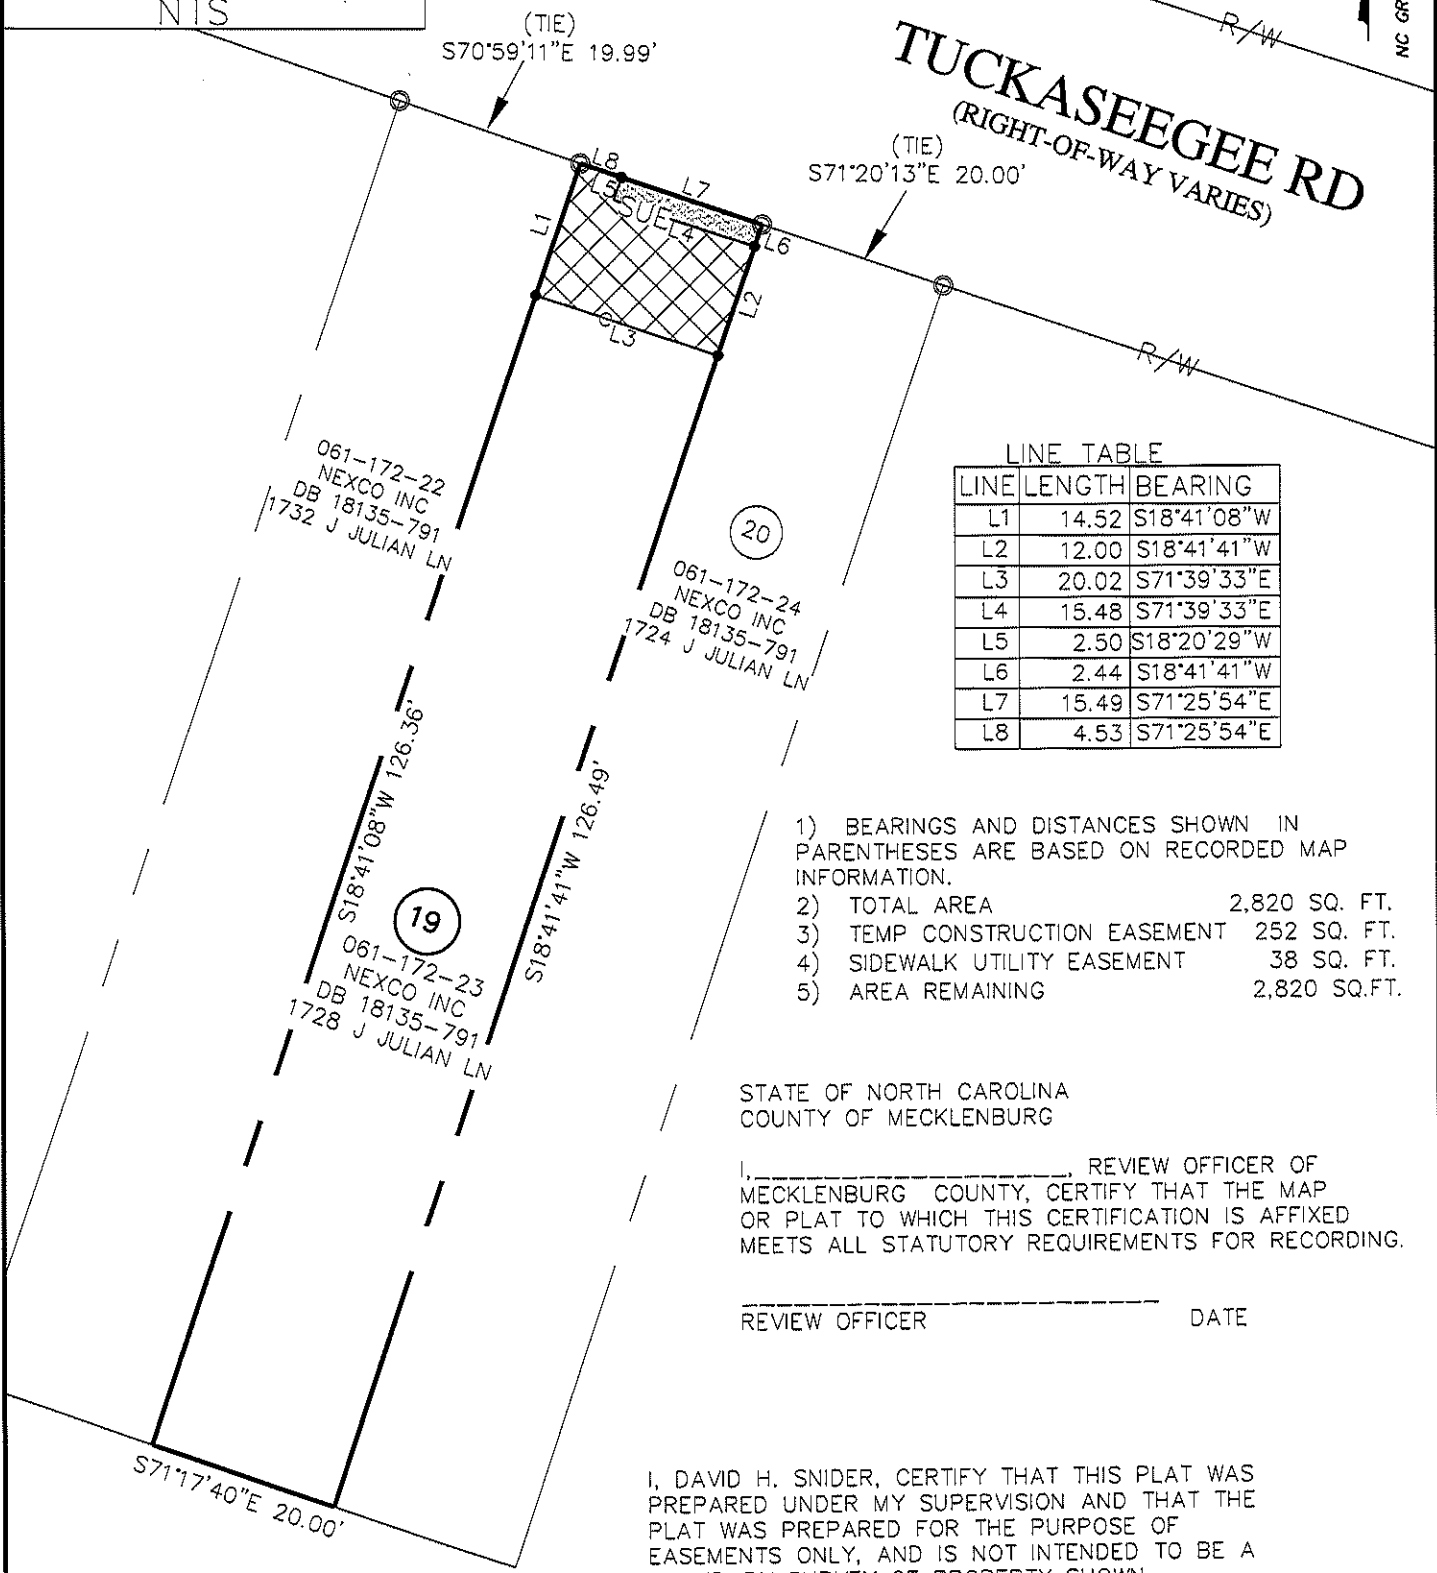 NTS
(TIE)
S70°59'11"E 19.99'
R/W
NC GR
TUCKASEEGEE RD
(RIGHT-OF-WAY VARIES)
(TIE)
S71°20'13"E 20.00'
L8
L5
L7
SUE
L4
L6
L1
L2
L3
R/W
061-172-22
NEXCO INC
DB 18135-791
1732 J JULIAN LN
20
061-172-24
NEXCO INC
DB 18135-791
1724 J JULIAN LN
LINE TABLE
LINE LENGTH BEARING
L1 14.52 S18°41'08"W
L2 12.00 S18°41'41"W
L3 20.02 S71°39'33"E
L4 15.48 S71°39'33"E
L5 2.50 S18°20'29"W
L6 2.44 S18°41'41"W
L7 15.49 S71°25'54"E
L8 4.53 S71°25'54"E
S18°41'08"W 126.36'
S18°41'41"W 126.49'
19
061-172-23
NEXCO INC
DB 18135-791
1728 J JULIAN LN
1) BEARINGS AND DISTANCES SHOWN IN
PARENTHESES ARE BASED ON RECORDED MAP
INFORMATION.
2) TOTAL AREA 2,820 SQ. FT.
3) TEMP CONSTRUCTION EASEMENT 252 SQ. FT.
4) SIDEWALK UTILITY EASEMENT 38 SQ. FT.
5) AREA REMAINING 2,820 SQ.FT.
STATE OF NORTH CAROLINA
COUNTY OF MECKLENBURG
I,____________________, REVIEW OFFICER OF
MECKLENBURG COUNTY, CERTIFY THAT THE MAP
OR PLAT TO WHICH THIS CERTIFICATION IS AFFIXED
MEETS ALL STATUTORY REQUIREMENTS FOR RECORDING.
REVIEW OFFICER DATE
S71°17'40"E 20.00'
I, DAVID H. SNIDER, CERTIFY THAT THIS PLAT WAS
PREPARED UNDER MY SUPERVISION AND THAT THE
PLAT WAS PREPARED FOR THE PURPOSE OF
EASEMENTS ONLY, AND IS NOT INTENDED TO BE A
SURVEY OF PROPERTY SHOWN